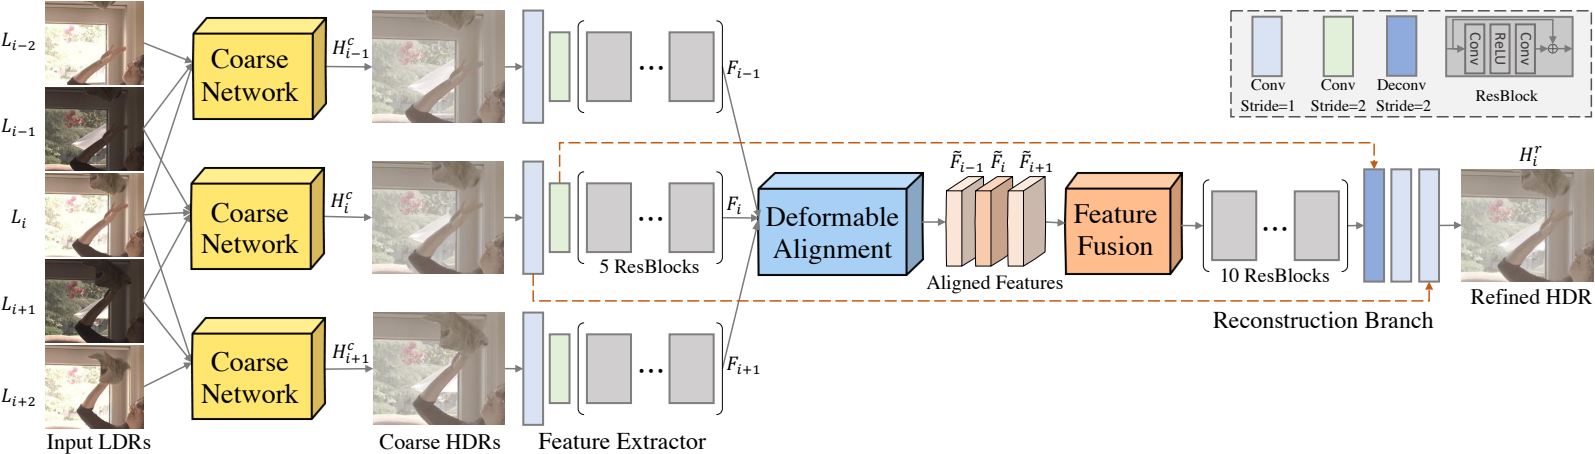 L_{i-2}
L_{i-1}
L_i
L_{i+1}
L_{i+2}
Input LDRs
Coarse
Network
Coarse
Network
Coarse
Network
H^c_{i-1}
H^c_i
H^c_{i+1}
Coarse HDRs
F_{i-1}
F_i
F_{i+1}
5 ResBlocks
Feature Extractor
Deformable
Alignment
F̃_{i-1} F̃_i F̃_{i+1}
Aligned Features
Feature
Fusion
10 ResBlocks
Reconstruction Branch
H^r_i
Refined HDR
Conv
Stride=1
Conv
Stride=2
Deconv
Stride=2
Conv
ReLU
Conv
ResBlock